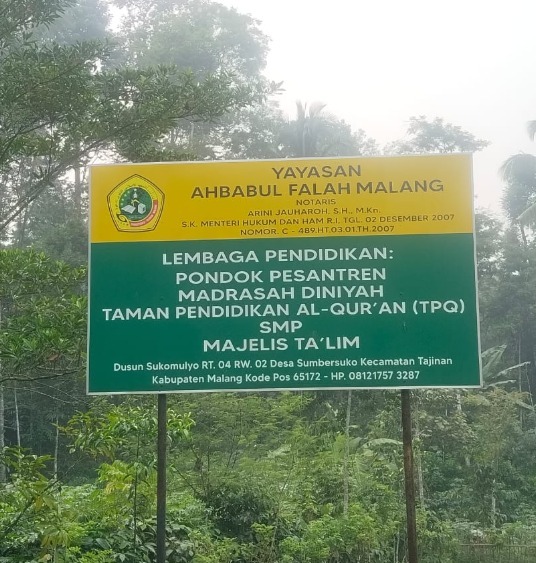 YAYASAN
AHBABUL FALAH MALANG
NOTARIS
ARINI JAUHAROH, S.H., M.Kn.
S.K. MENTERI HUKUM DAN HAM R.I. TGL. 02 DESEMBER 2007
NOMOR. C - 489.HT.03.01.TH.2007
LEMBAGA PENDIDIKAN:
PONDOK PESANTREN
MADRASAH DINIYAH
TAMAN PENDIDIKAN AL-QUR'AN (TPQ)
SMP
MAJELIS TA'LIM
Dusun Sukomulyo RT. 04 RW. 02 Desa Sumbersuko Kecamatan Tajinan
Kabupaten Malang Kode Pos 65172 - HP. 08121757 3287